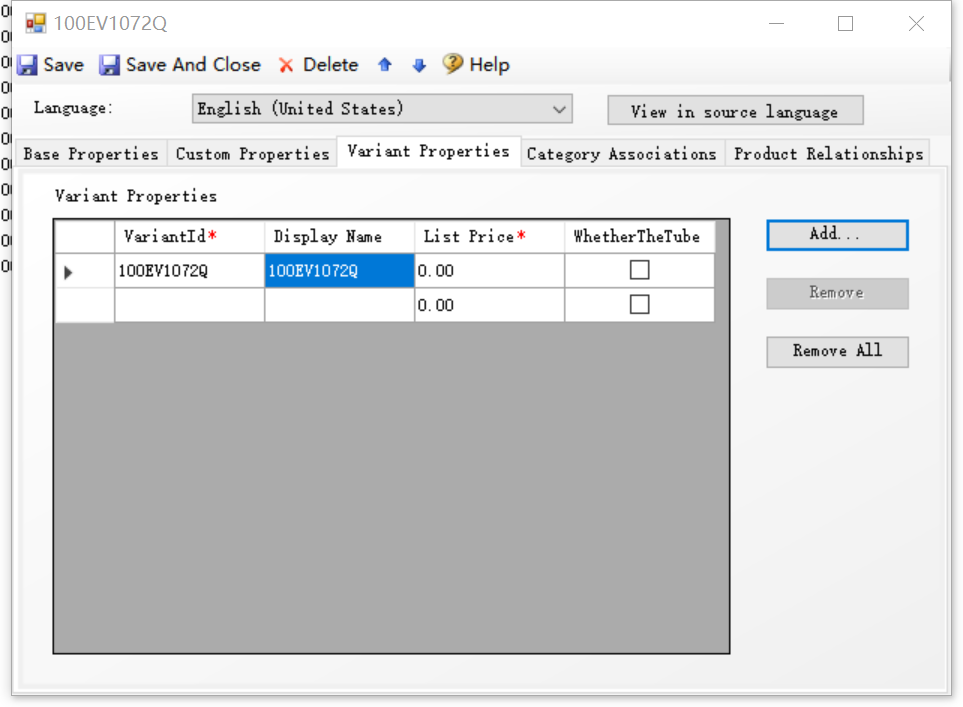 100EV1072Q
Save Save And Close Delete Help
Language: English (United States) View in source language
Base Properties Custom Properties Variant Properties Category Associations Product Relationships
Variant Properties
VariantId* Display Name List Price* WhetherTheTube
100EV1072Q 100EV1072Q 0.00
0.00
Add...
Remove
Remove All